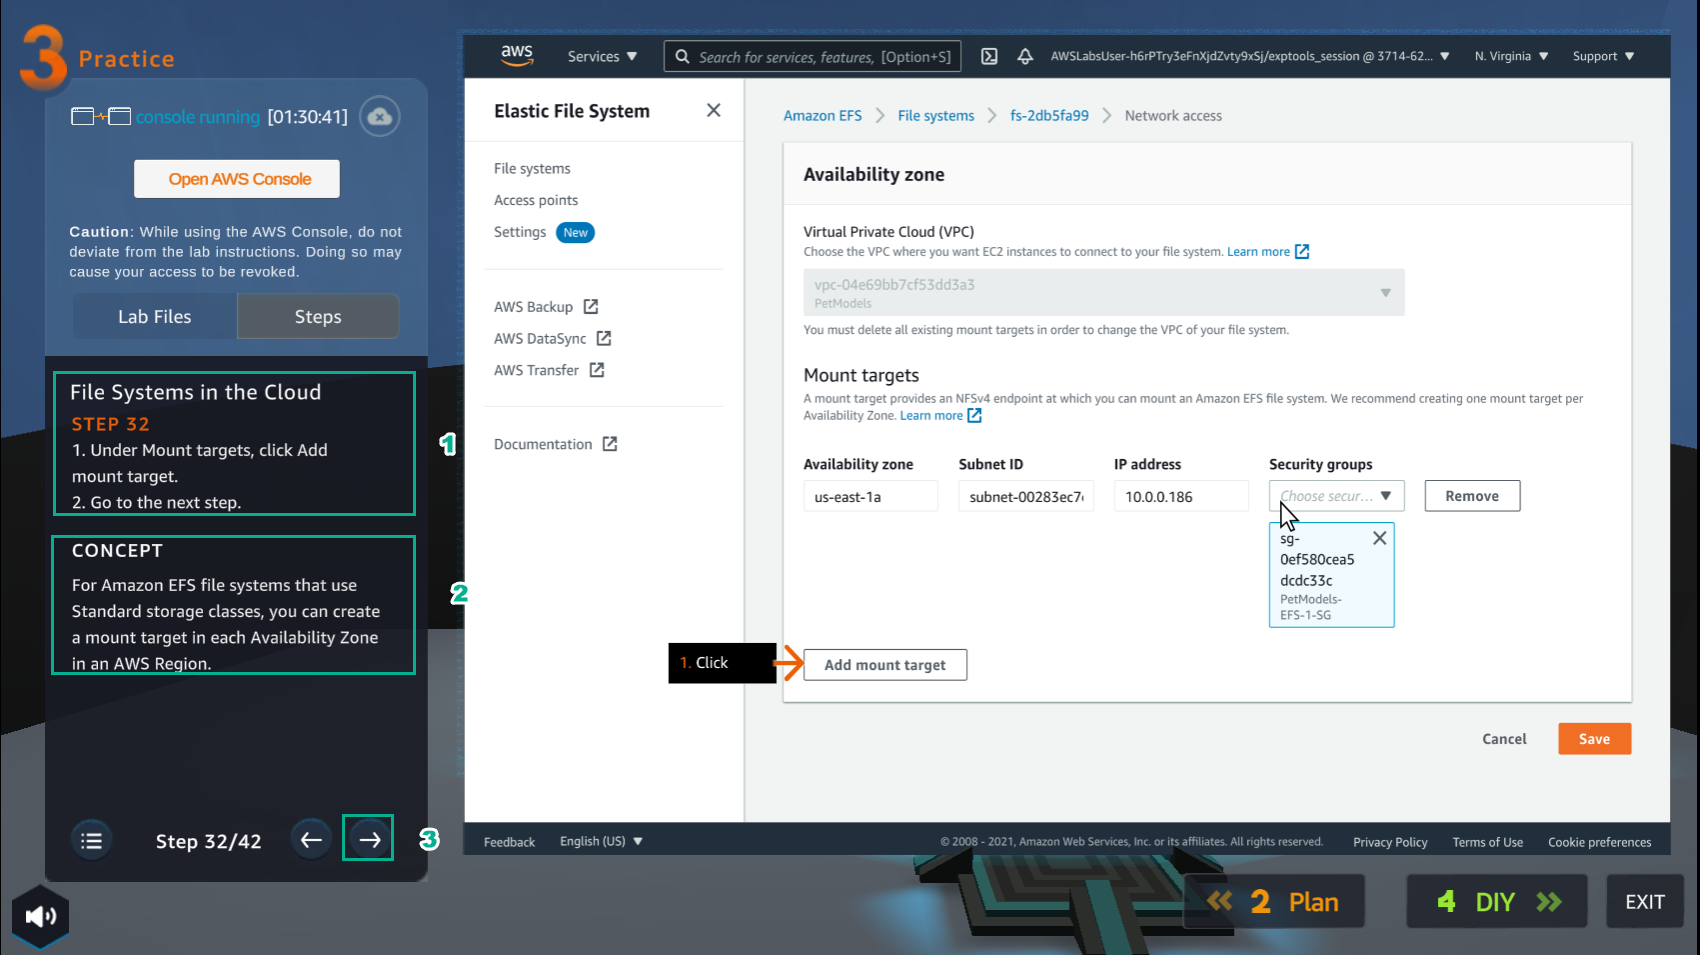 3 Practice
console running [01:30:41]
Open AWS Console
Caution: While using the AWS Console, do not
deviate from the lab instructions. Doing so may
cause your access to be revoked.
Lab Files
Steps
File Systems in the Cloud
STEP 32
1. Under Mount targets, click Add
mount target.
2. Go to the next step.
1
CONCEPT
For Amazon EFS file systems that use
Standard storage classes, you can create
a mount target in each Availability Zone
in an AWS Region.
2
Step 32/42
3
aws
Services
Search for services, features, [Option+S]
AWSLabsUser-h6rPTry3eFnXjdZvty9xSj/exptools_session @ 3714-62...
N. Virginia
Support
Elastic File System
File systems
Access points
Settings New
AWS Backup
AWS DataSync
AWS Transfer
Documentation
Amazon EFS
File systems
fs-2db5fa99
Network access
Availability zone
Virtual Private Cloud (VPC)
Choose the VPC where you want EC2 instances to connect to your file system. Learn more
vpc-04e69bb7cf53dd3a3
PetModels
You must delete all existing mount targets in order to change the VPC of your file system.
Mount targets
A mount target provides an NFSv4 endpoint at which you can mount an Amazon EFS file system. We recommend creating one mount target per
Availability Zone. Learn more
Availability zone Subnet ID IP address Security groups
us-east-1a subnet-00283ec7 10.0.0.186 Choose secur... Remove
sg-
0ef580cea5
dcdc33c
PetModels-
EFS-1-SG
1. Click
Add mount target
Cancel
Save
Feedback
English (US)
© 2008 - 2021, Amazon Web Services, Inc. or its affiliates. All rights reserved.
Privacy Policy
Terms of Use
Cookie preferences
2 Plan
4 DIY
EXIT